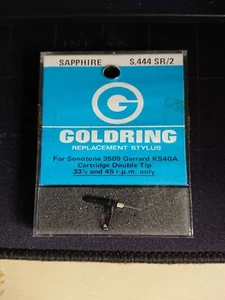 SAPPHIRE S.444 SR/2
G
GOLDRING
REPLACEMENT STYLUS
For Sonotone 3509 Garrard KS40A
Cartridge Double Tip
33⅓ and 45 r.p.m. only